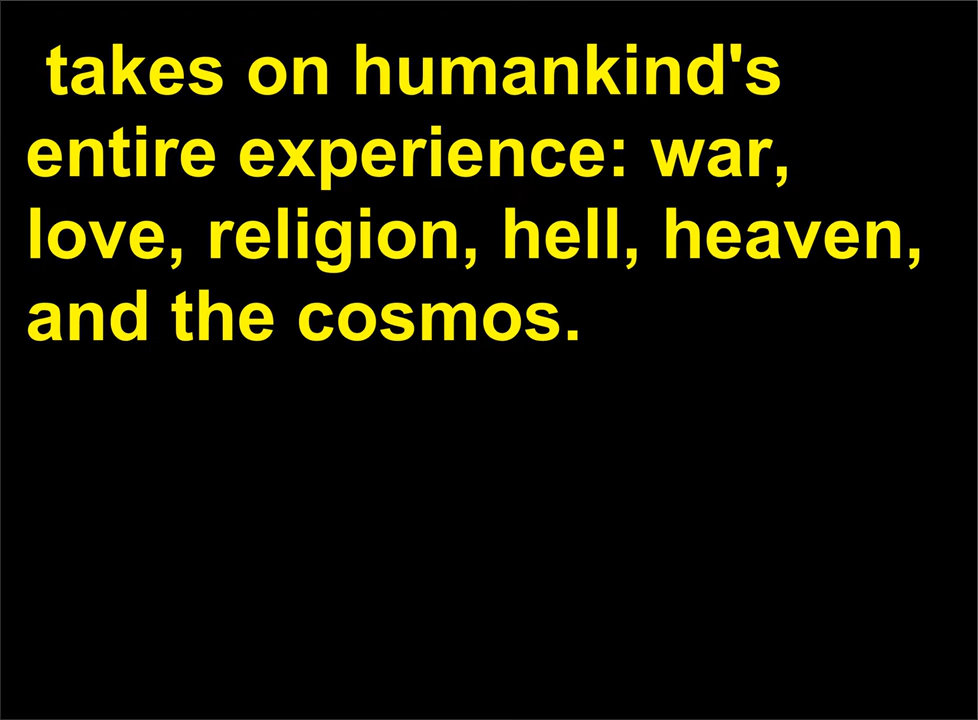 takes on humankind's
entire experience: war,
love, religion, hell, heaven,
and the cosmos.